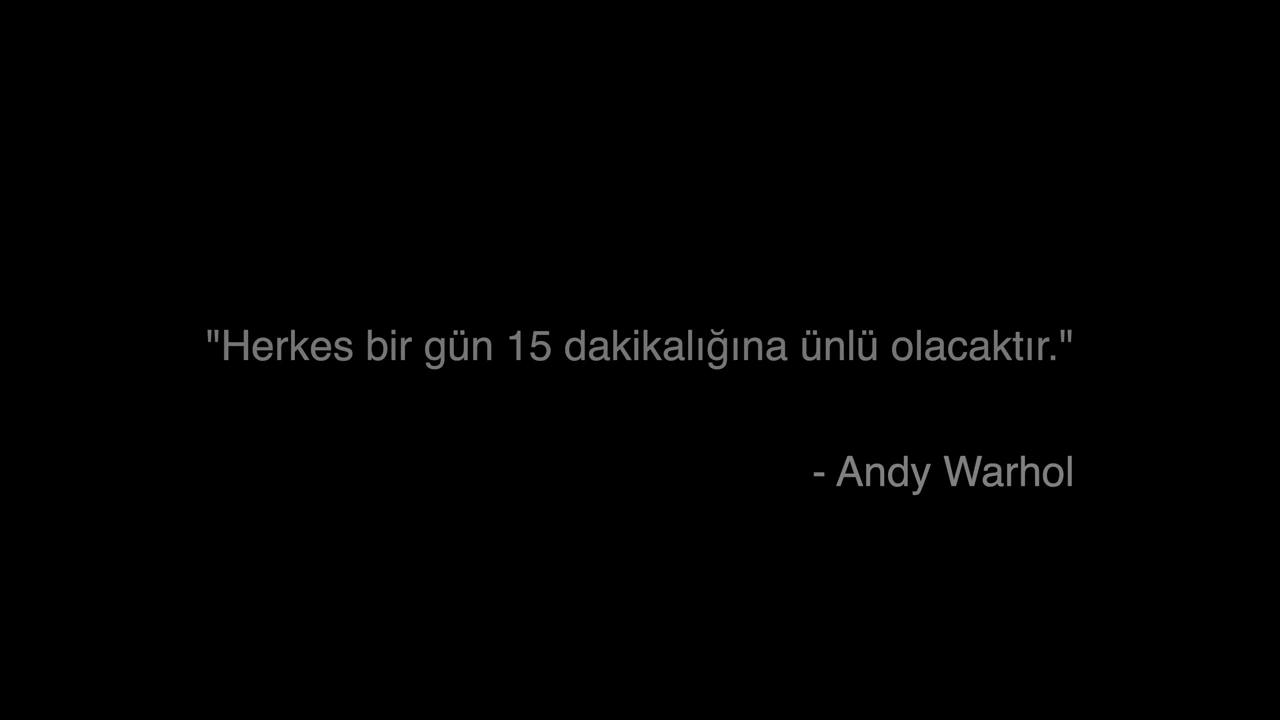 "Herkes bir gün 15 dakikalığına ünlü olacaktır."
- Andy Warhol